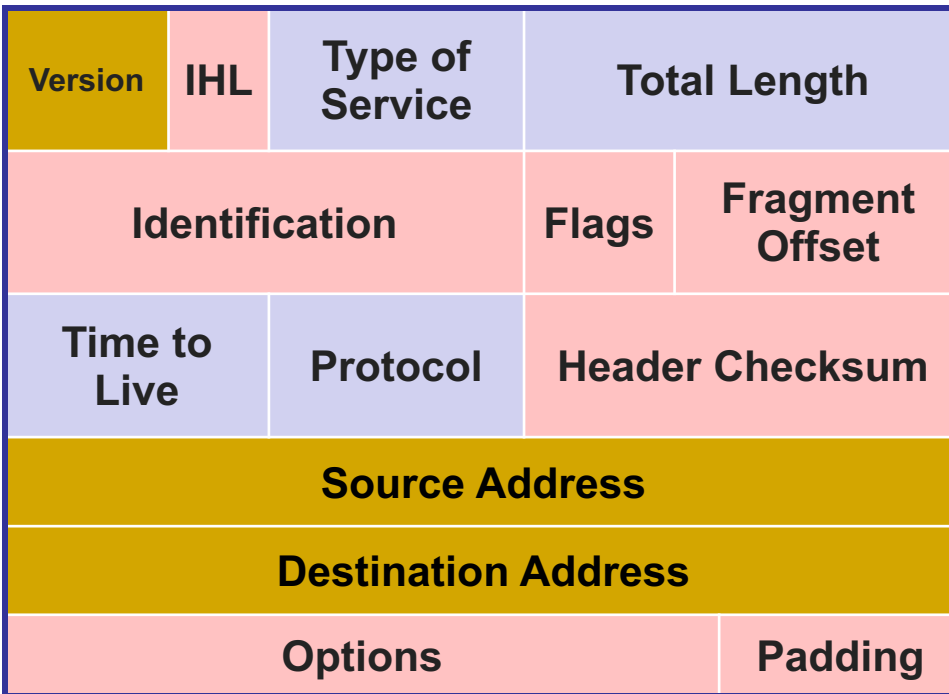 Version IHL Type of Service Total Length
Identification Flags Fragment Offset
Time to Live Protocol Header Checksum
Source Address
Destination Address
Options Padding